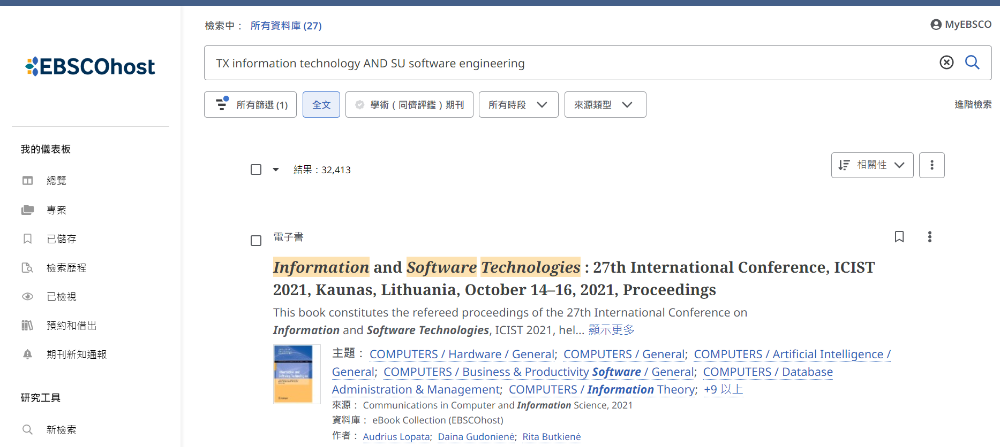 EBSCOhost
我的儀表板
總覽
專案
已儲存
檢索歷程
已檢視
預約和借出
期刊新知通報
研究工具
新檢索
檢索中： 所有資料庫 (27)
MyEBSCO
TX information technology AND SU software engineering
所有篩選 (1)
全文
學術（同儕評鑑）期刊
所有時段
來源類型
進階檢索
結果：32,413
相關性
電子書
Information and Software Technologies : 27th International Conference, ICIST
2021, Kaunas, Lithuania, October 14–16, 2021, Proceedings
This book constitutes the refereed proceedings of the 27th International Conference on
Information and Software Technologies, ICIST 2021, hel... 顯示更多
主題： COMPUTERS / Hardware / General; COMPUTERS / General; COMPUTERS / Artificial Intelligence /
General; COMPUTERS / Business & Productivity Software / General; COMPUTERS / Database
Administration & Management; COMPUTERS / Information Theory; +9 以上
來源： Communications in Computer and Information Science, 2021
資料庫： eBook Collection (EBSCOhost)
作者： Audrius Lopata; Daina Gudonienė; Rita Butkienė